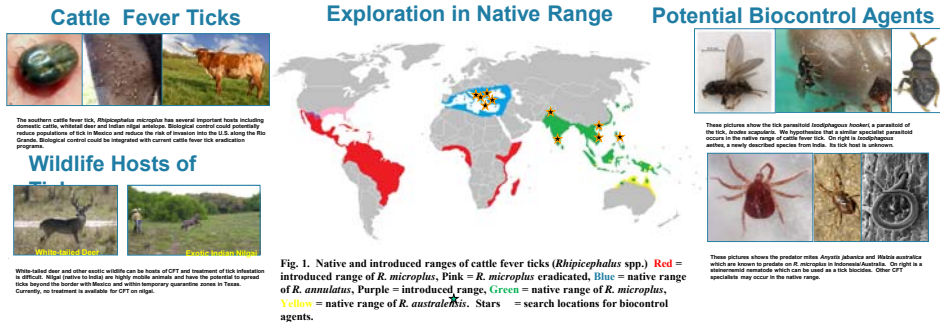 Cattle Fever Ticks
The southern cattle fever tick, Rhipicephalus microplus has several important hosts including
domestic cattle, whitetail deer and Indian nilgai antelope. Biological control could potentially
reduce populations of tick in Mexico and reduce the risk of invasion into the U.S. along the Rio
Grande. Biological control could be integrated with current cattle fever tick eradication
programs.
Wildlife Hosts of
White-tailed Deer
Exotic Indian Nilgai
White-tailed deer and other exotic wildlife can be hosts of CFT and treatment of tick infestation
is difficult. Nilgai (native to India) are highly mobile animals and have the potential to spread
ticks beyond the border with Mexico and within temporary quarantine zones in Texas.
Currently, no treatment is available for CFT on nilgai.
Exploration in Native Range
Fig. 1. Native and introduced ranges of cattle fever ticks (Rhipicephalus spp.) Red =
introduced range of R. microplus, Pink = R. microplus eradicated, Blue = native range
of R. annulatus, Purple = introduced range, Green = native range of R. microplus,
Yellow = native range of R. australensis. Stars = search locations for biocontrol
agents.
Potential Biocontrol Agents
These pictures show the tick parasitoid Ixodiphagous hookeri, a parasitoid of
the tick, Ixodes scapularis. We hypothesize that a similar specialist parasitoid
occurs in the native range of cattle fever tick. On right is Ixodiphagous
aethes, a newly described species from India. Its tick host is unknown.
These pictures shows the predator mites Anystis jabanica and Walzia australica
which are known to predate on R. microplus in Indonesia/Australia. On right is a
steinernemid nematode which can be used as a tick biocides. Other CFT
specialists may occur in the native range.